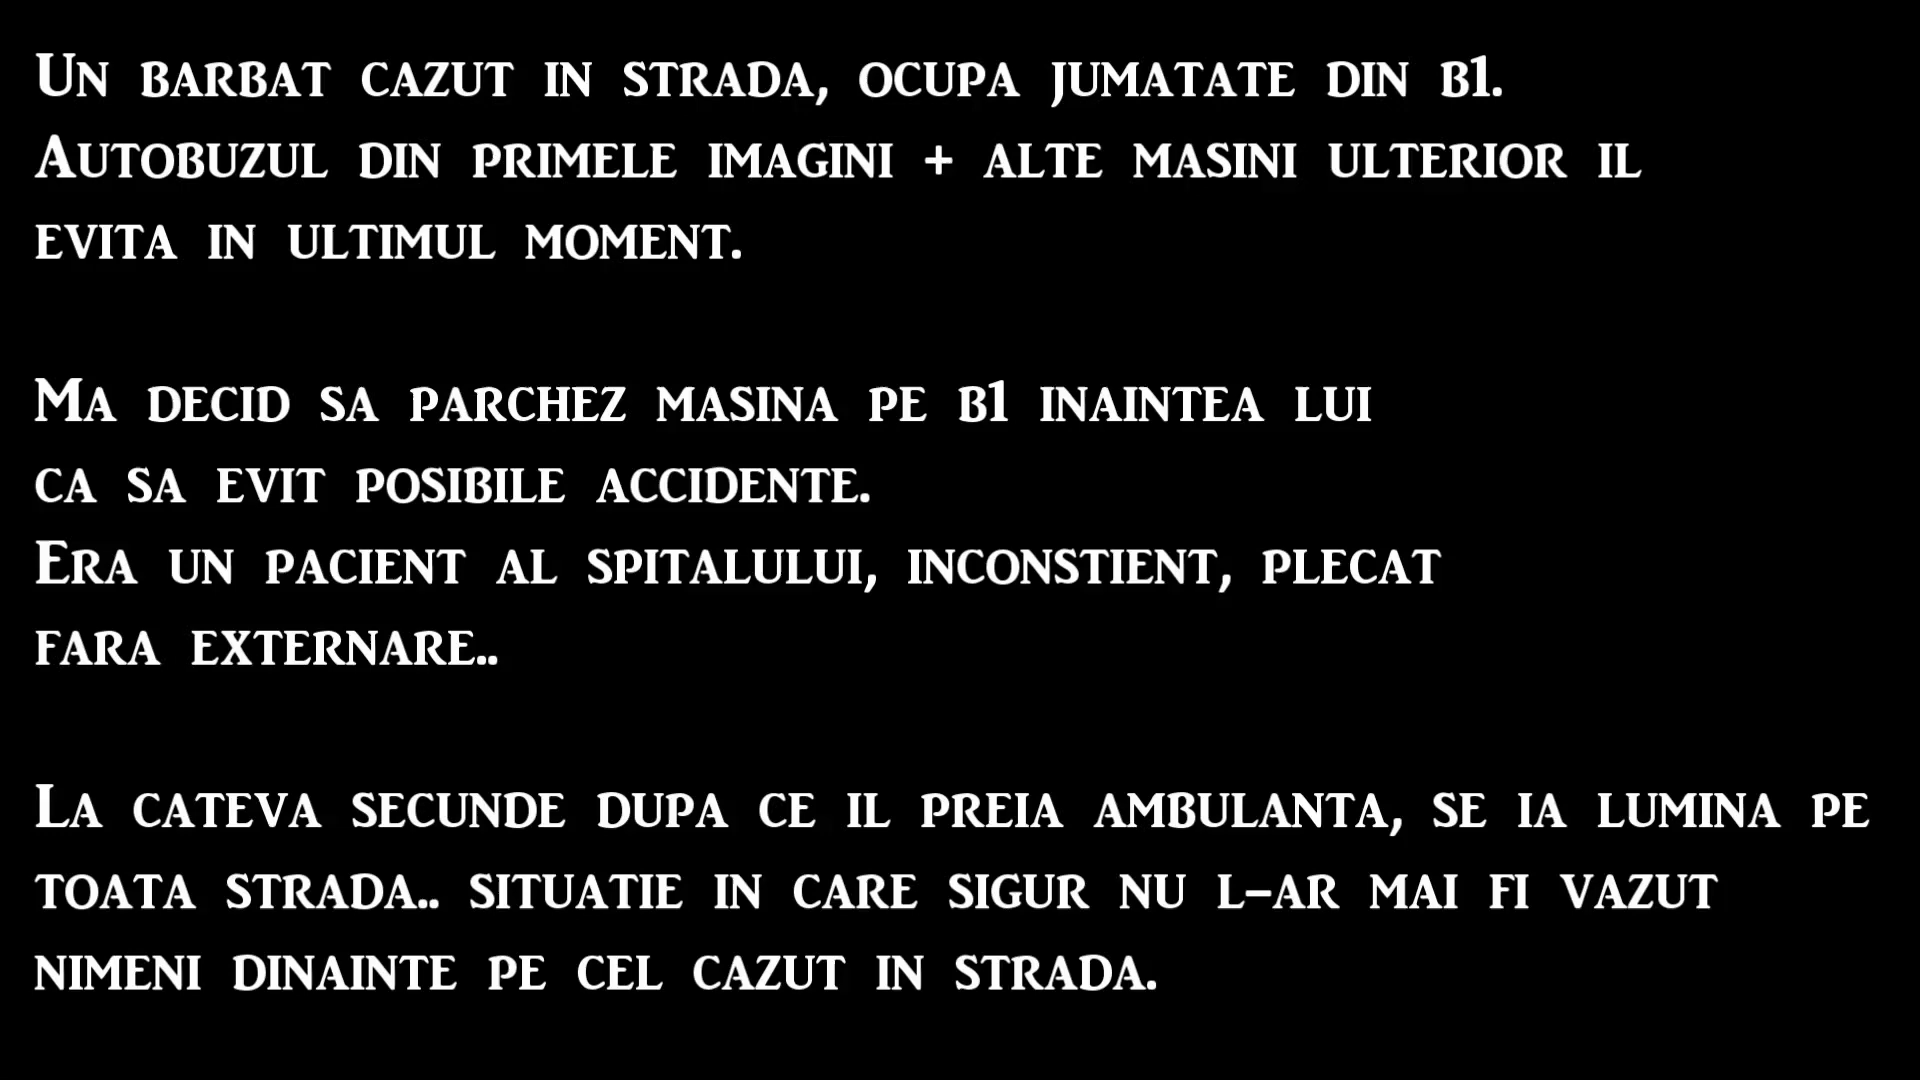 Un barbat cazut in strada, ocupa jumatate din b1.
Autobuzul din primele imagini + alte masini ulterior il
evita in ultimul moment.
Ma decid sa parchez masina pe b1 inaintea lui
ca sa evit posibile accidente.
Era un pacient al spitalului, inconstient, plecat
fara externare..
La cateva secunde dupa ce il preia ambulanta, se ia lumina pe
toata strada.. situatie in care sigur nu l-ar mai fi vazut
nimeni dinainte pe cel cazut in strada.